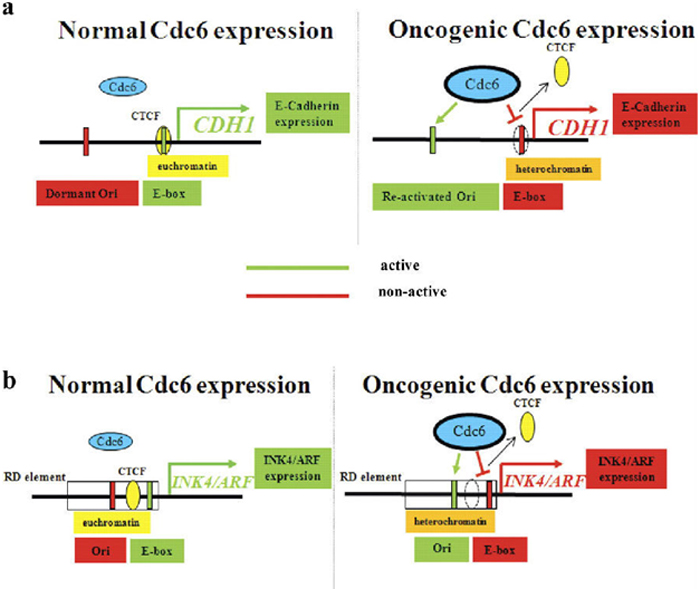 a
Normal Cdc6 expression
Cdc6
CTCF
CDH1
E-Cadherin
expression
euchromatin
Dormant Ori
E-box
Oncogenic Cdc6 expression
CTCF
Cdc6
CDH1
E-Cadherin
expression
heterochromatin
Re-activated Ori
E-box
active
non-active
b
Normal Cdc6 expression
Cdc6
RD element
CTCF
INK4/ARF
INK4/ARF
expression
euchromatin
Ori
E-box
Oncogenic Cdc6 expression
CTCF
Cdc6
RD element
INK4/ARF
INK4/ARF
expression
heterochromatin
Ori
E-box